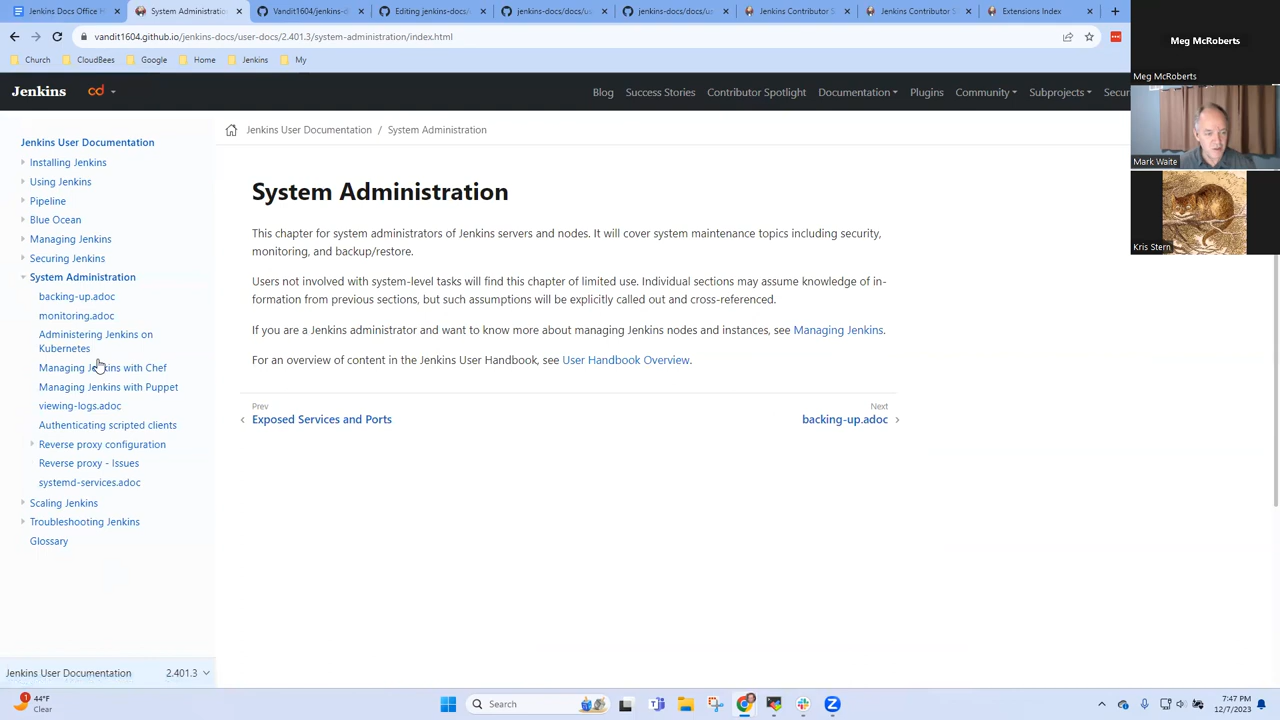 Jenkins Docs Office H
System Administratio
Vandit1604/jenkins-d
Editing jenkins-docs/
jenkins-docs/docs/us
jenkins-docs/docs/us
Jenkins Contributor S
Jenkins Contributor S
Extensions Index
vandit1604.github.io/jenkins-docs/user-docs/2.401.3/system-administration/index.html
Church
CloudBees
Google
Home
Jenkins
My
Jenkins
cd
Blog
Success Stories
Contributor Spotlight
Documentation
Plugins
Community
Subprojects
Secur
Meg McRoberts
Meg McRoberts
Mark Waite
Kris Stern
Jenkins User Documentation
Installing Jenkins
Using Jenkins
Pipeline
Blue Ocean
Managing Jenkins
Securing Jenkins
System Administration
backing-up.adoc
monitoring.adoc
Administering Jenkins on
Kubernetes
Managing Jenkins with Chef
Managing Jenkins with Puppet
viewing-logs.adoc
Authenticating scripted clients
Reverse proxy configuration
Reverse proxy - Issues
systemd-services.adoc
Scaling Jenkins
Troubleshooting Jenkins
Glossary
Jenkins User Documentation
2.401.3
Jenkins User Documentation / System Administration
System Administration
This chapter for system administrators of Jenkins servers and nodes. It will cover system maintenance topics including security,
monitoring, and backup/restore.
Users not involved with system-level tasks will find this chapter of limited use. Individual sections may assume knowledge of in-
formation from previous sections, but such assumptions will be explicitly called out and cross-referenced.
If you are a Jenkins administrator and want to know more about managing Jenkins nodes and instances, see Managing Jenkins.
For an overview of content in the Jenkins User Handbook, see User Handbook Overview.
Prev
Exposed Services and Ports
Next
backing-up.adoc
1
44°F
Clear
Search
7:47 PM
12/7/2023